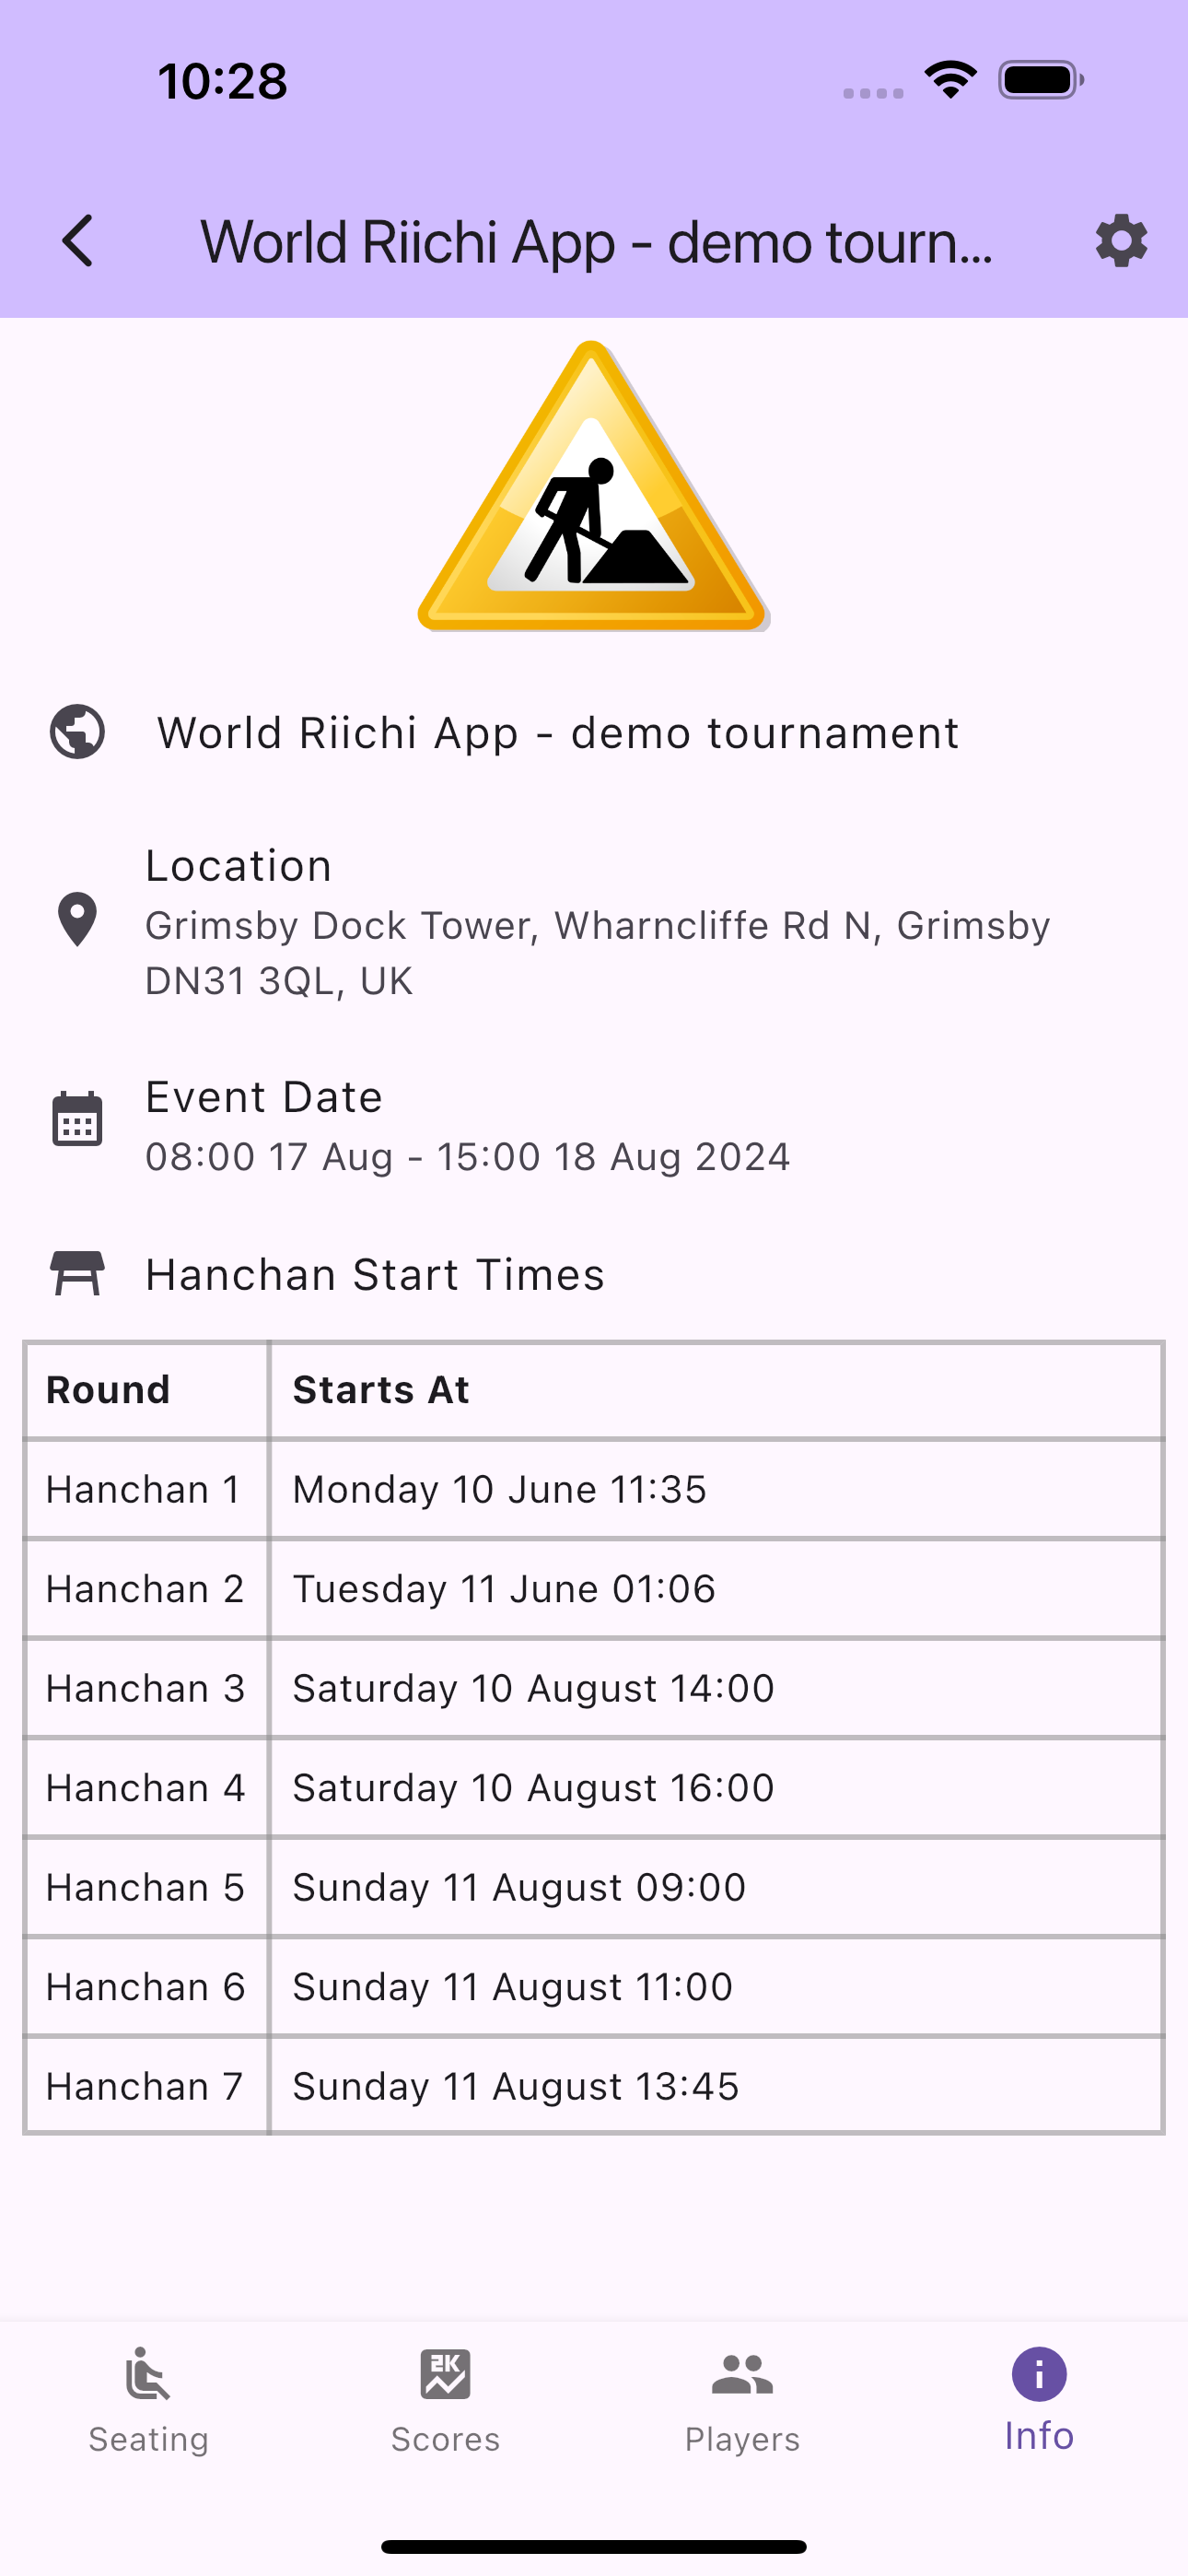 10:28
World Riichi App - demo tourn...
World Riichi App - demo tournament
Location
Grimsby Dock Tower, Wharncliffe Rd N, Grimsby
DN31 3QL, UK
Event Date
08:00 17 Aug - 15:00 18 Aug 2024
Hanchan Start Times
Round Starts At
Hanchan 1 Monday 10 June 11:35
Hanchan 2 Tuesday 11 June 01:06
Hanchan 3 Saturday 10 August 14:00
Hanchan 4 Saturday 10 August 16:00
Hanchan 5 Sunday 11 August 09:00
Hanchan 6 Sunday 11 August 11:00
Hanchan 7 Sunday 11 August 13:45
2K
Seating Scores Players Info